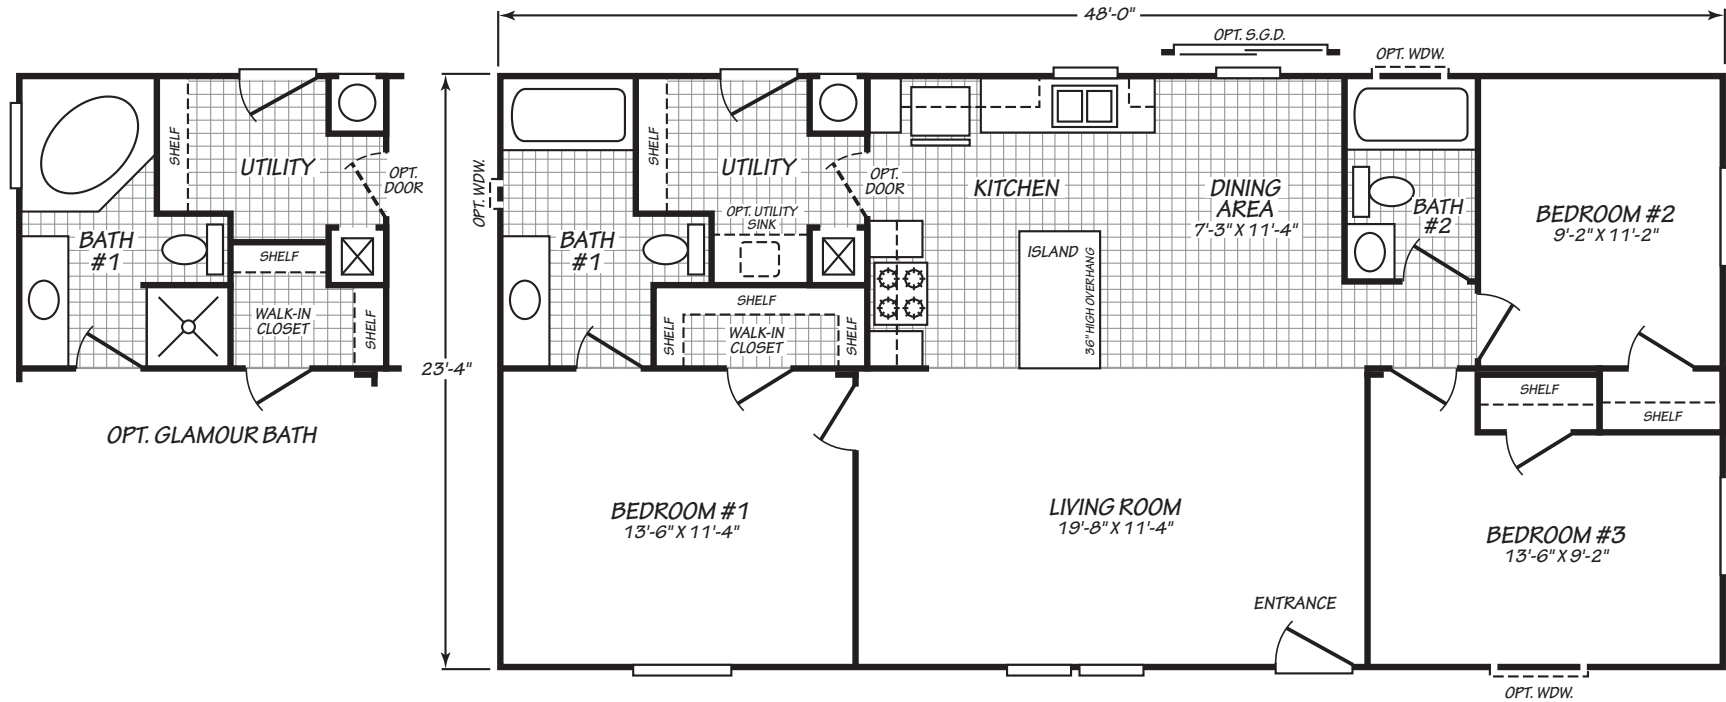 48'-0"
OPT. S.G.D.
OPT. WDW.
SHELF
UTILITY
OPT.
DOOR
BATH
#1
SHELF
WALK-IN
CLOSET
SHELF
OPT. GLAMOUR BATH
23'-4"
OPT. WDW.
SHELF
UTILITY
OPT.
DOOR
OPT. UTILITY
SINK
BATH
#1
SHELF
SHELF
WALK-IN
CLOSET
SHELF
KITCHEN
ISLAND
36" HIGH OVERHANG
DINING
AREA
7'-3" X 11'-4"
BATH
#2
BEDROOM #2
9'-2" X 11'-2"
SHELF
SHELF
BEDROOM #1
13'-6" X 11'-4"
LIVING ROOM
19'-8" X 11'-4"
BEDROOM #3
13'-6" X 9'-2"
ENTRANCE
OPT. WDW.